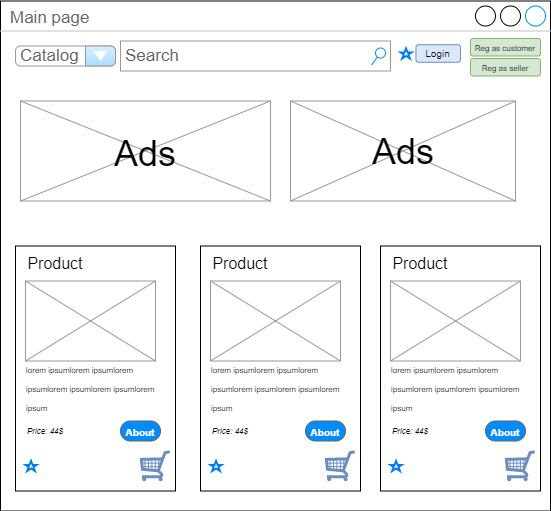 Main page
Catalog
Search
Login
Reg as customer
Reg as seller
Ads
Ads
Product
lorem ipsumlorem ipsumlorem
ipsumlorem ipsumlorem ipsumlorem
ipsum
Price: 44$
About
Product
lorem ipsumlorem ipsumlorem
ipsumlorem ipsumlorem ipsumlorem
ipsum
Price: 44$
About
Product
lorem ipsumlorem ipsumlorem
ipsumlorem ipsumlorem ipsumlorem
ipsum
Price: 44$
About